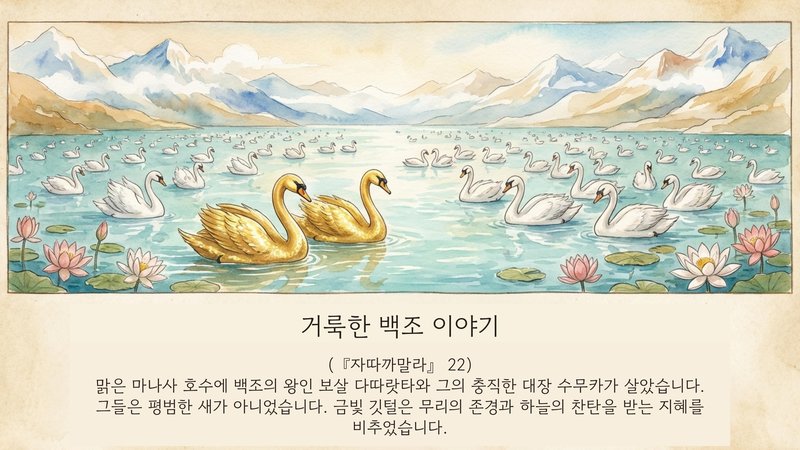 거룩한 백조 이야기
(『자따까말라』 22)
맑은 마나사 호수에 백조의 왕인 보살 다따랏타와 그의 충직한 대장 수무카가 살았습니다.
그들은 평범한 새가 아니었습니다. 금빛 깃털은 무리의 존경과 하늘의 찬탄을 받는 지혜를
비추었습니다.